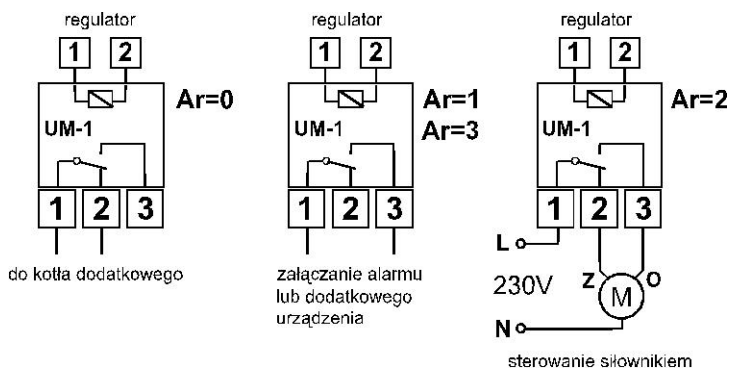 regulator
1 2
Ar=0
UM-1
1 2 3
do kotła dodatkowego
regulator
1 2
Ar=1
Ar=3
UM-1
1 2 3
załączanie alarmu
lub dodatkowego
urządzenia
regulator
1 2
Ar=2
UM-1
1 2 3
L
230V
Z M O
N
sterowanie siłownikiem